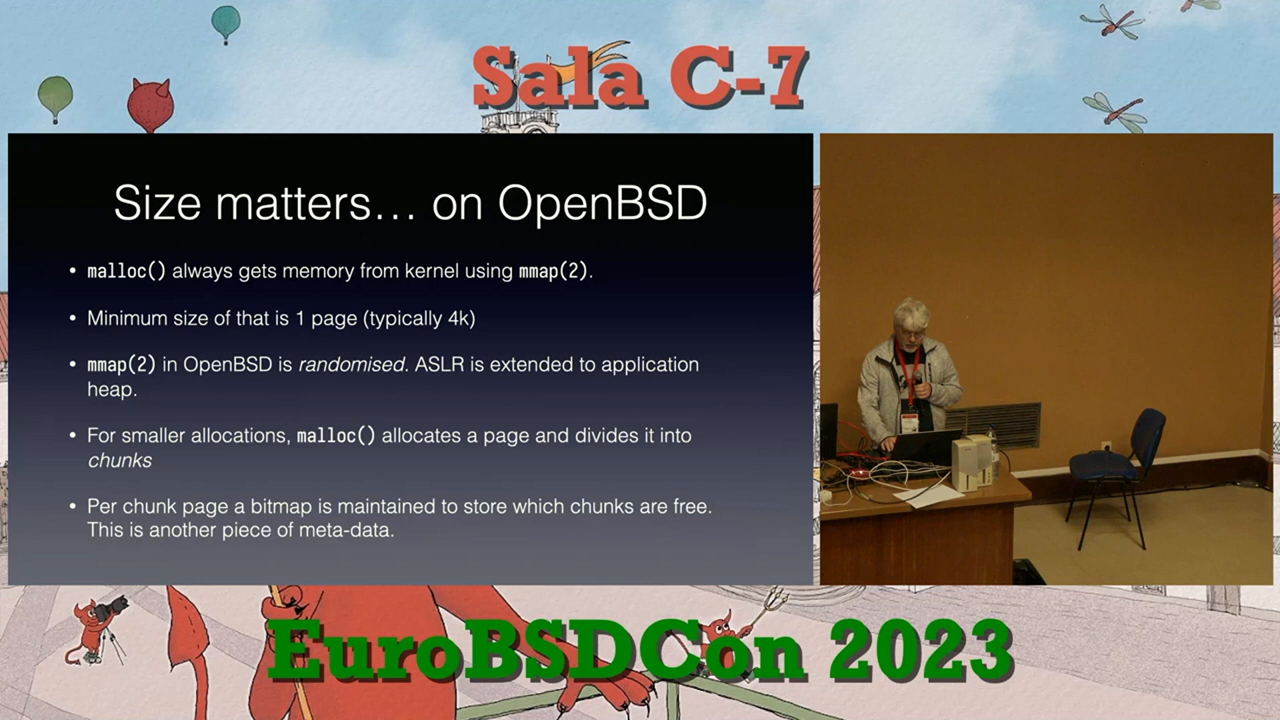 Sala C-7
Size matters… on OpenBSD
• malloc() always gets memory from kernel using mmap(2).
• Minimum size of that is 1 page (typically 4k)
• mmap(2) in OpenBSD is randomised. ASLR is extended to application
heap.
• For smaller allocations, malloc() allocates a page and divides it into
chunks
• Per chunk page a bitmap is maintained to store which chunks are free.
This is another piece of meta-data.
EuroBSDCon 2023